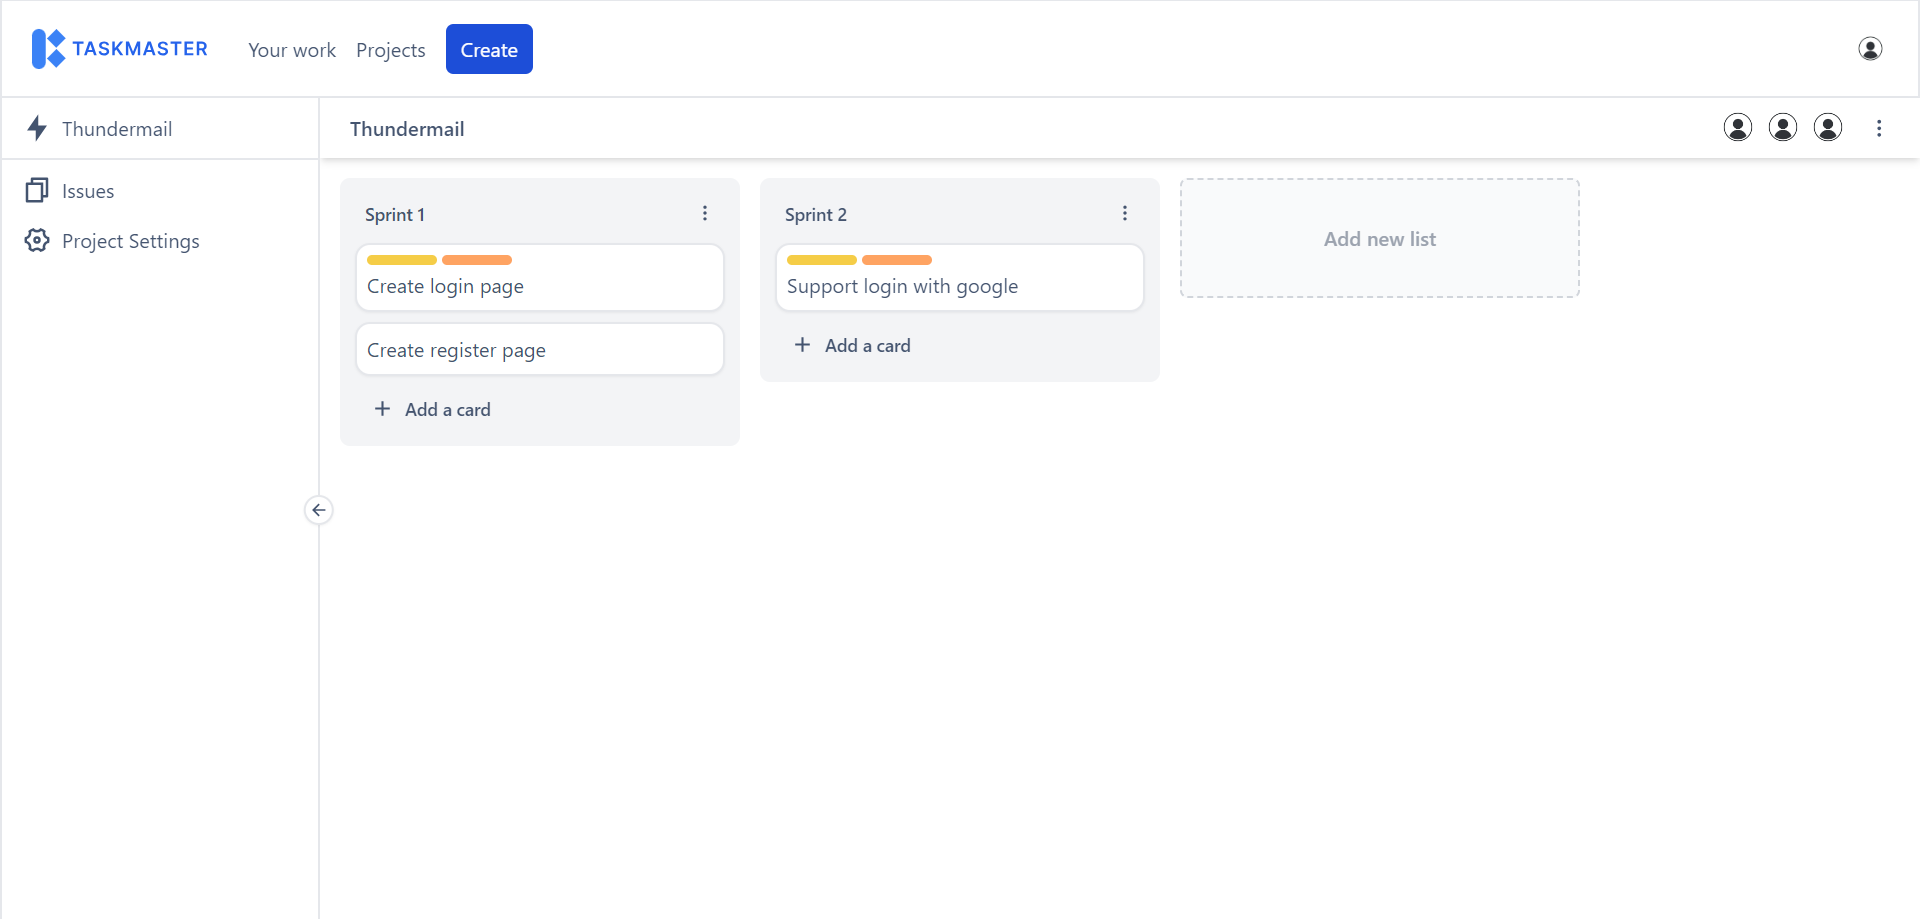 TASKMASTER
Your work
Projects
Create
Thundermail
Issues
Project Settings
Thundermail
Sprint 1
Create login page
Create register page
Add a card
Sprint 2
Support login with google
Add a card
Add new list